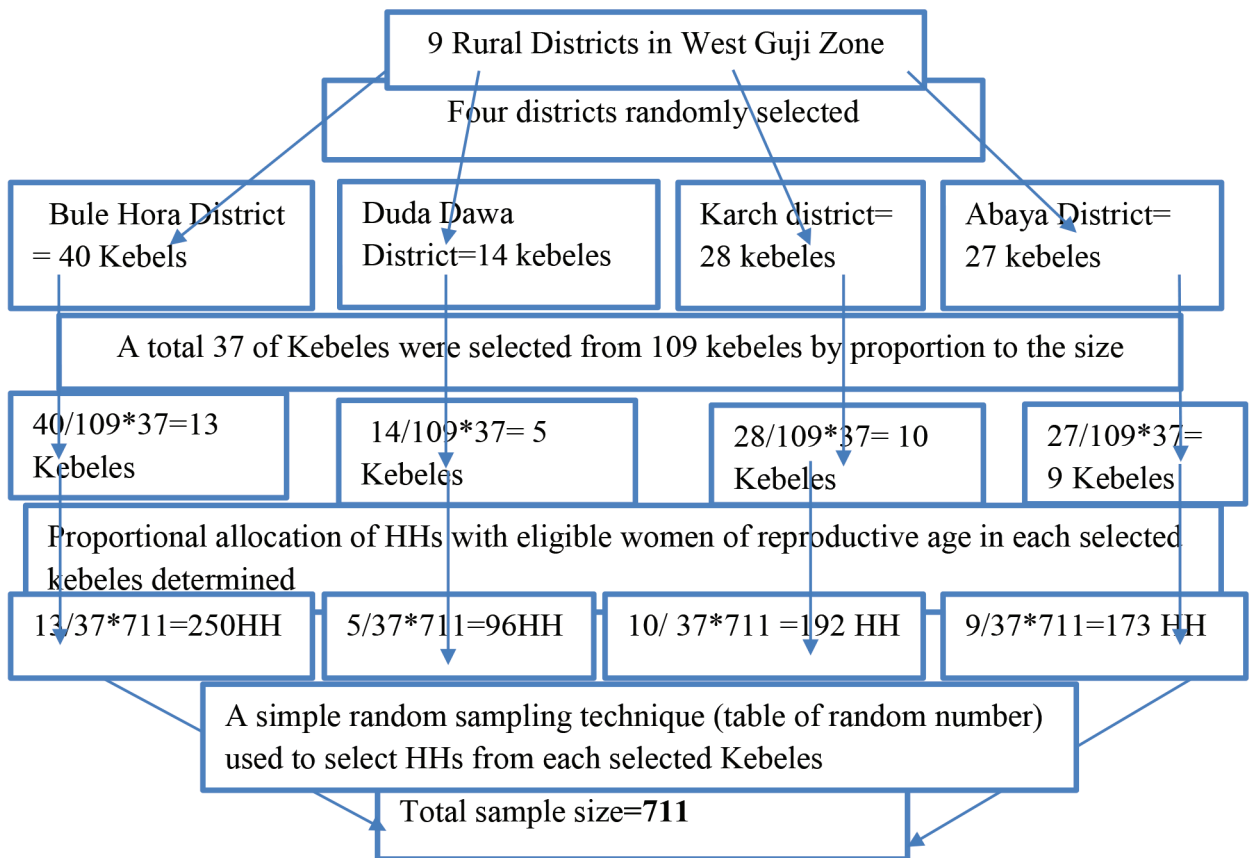 9 Rural Districts in West Guji Zone
Four districts randomly selected
Bule Hora District
= 40 Kebels
Duda Dawa
District=14 kebeles
Karch district=
28 kebeles
Abaya District=
27 kebeles
A total 37 of Kebeles were selected from 109 kebeles by proportion to the size
40/109*37=13
Kebeles
14/109*37= 5
Kebeles
28/109*37= 10
Kebeles
27/109*37=
9 Kebeles
Proportional allocation of HHs with eligible women of reproductive age in each selected
kebeles determined
13/37*711=250HH
5/37*711=96HH
10/ 37*711 =192 HH
9/37*711=173 HH
A simple random sampling technique (table of random number)
used to select HHs from each selected Kebeles
Total sample size=711